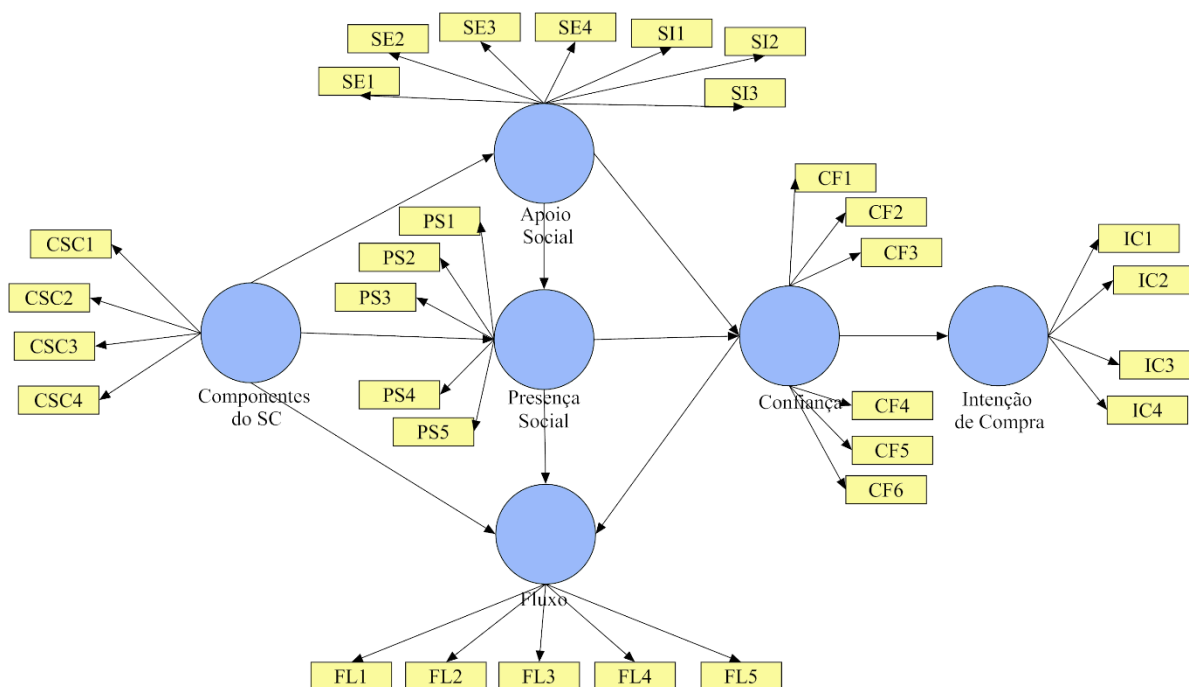 SE3
SE4
SE2
SI1
SI2
SE1
SI3
Apoio
Social
CF1
CF2
CF3
PS1
PS2
PS3
CSC1
CSC2
CSC3
CSC4
IC1
IC2
IC3
IC4
Componentes
do SC
PS4
PS5
Presença
Social
Confiança
Intenção
de Compra
CF4
CF5
CF6
Fluxo
FL1
FL2
FL3
FL4
FL5